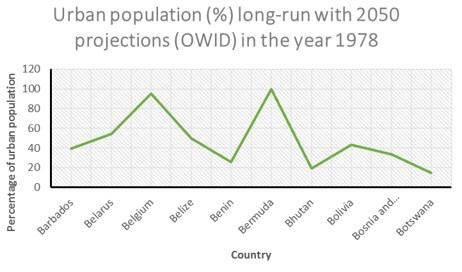 Urban population (%) long-run with 2050
projections (OWID) in the year 1978
Percentage of urban population
120
100
80
60
40
20
0
Barbados
Belarus
Belgium
Belize
Benin
Bermuda
Bhutan
Bolivia
Bosnia and...
Botswana
Country